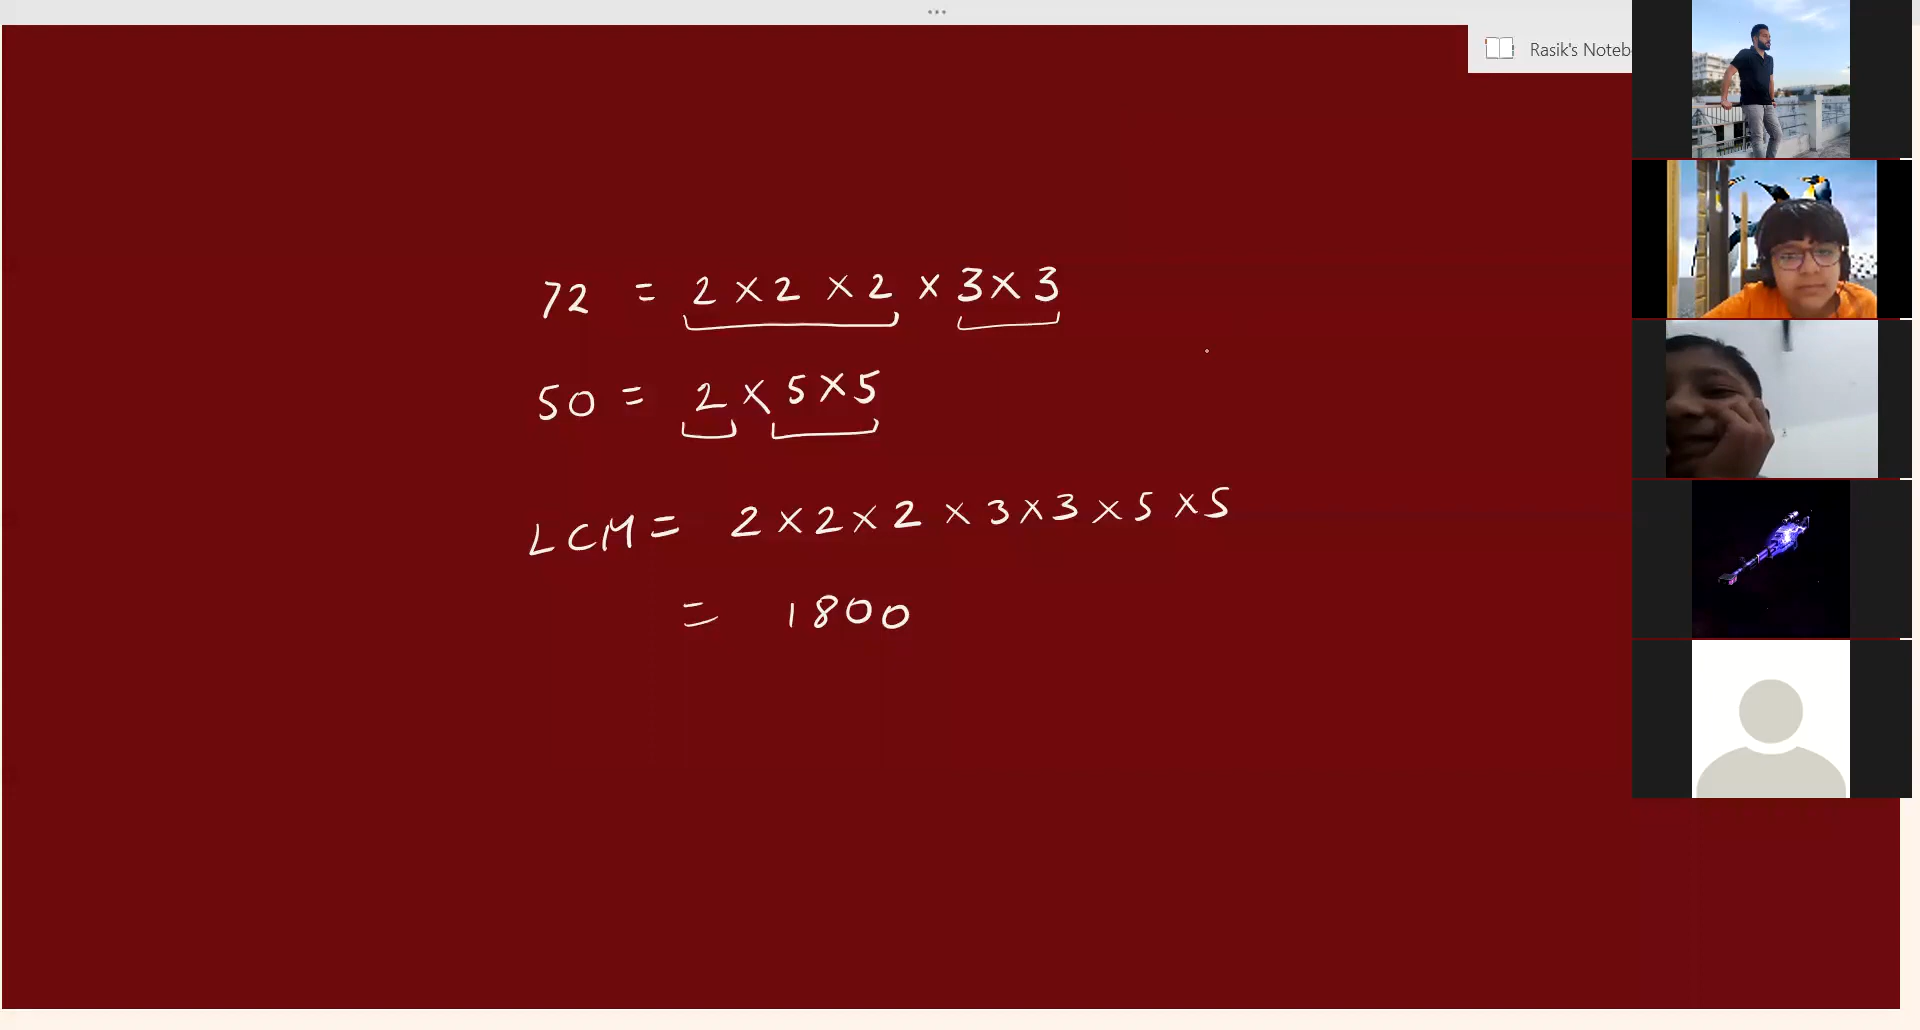 Rasik's Noteb
72 = 2 × 2 × 2 × 3 × 3
50 = 2 × 5 × 5
LCM = 2 × 2 × 2 × 3 × 3 × 5 × 5
= 1800